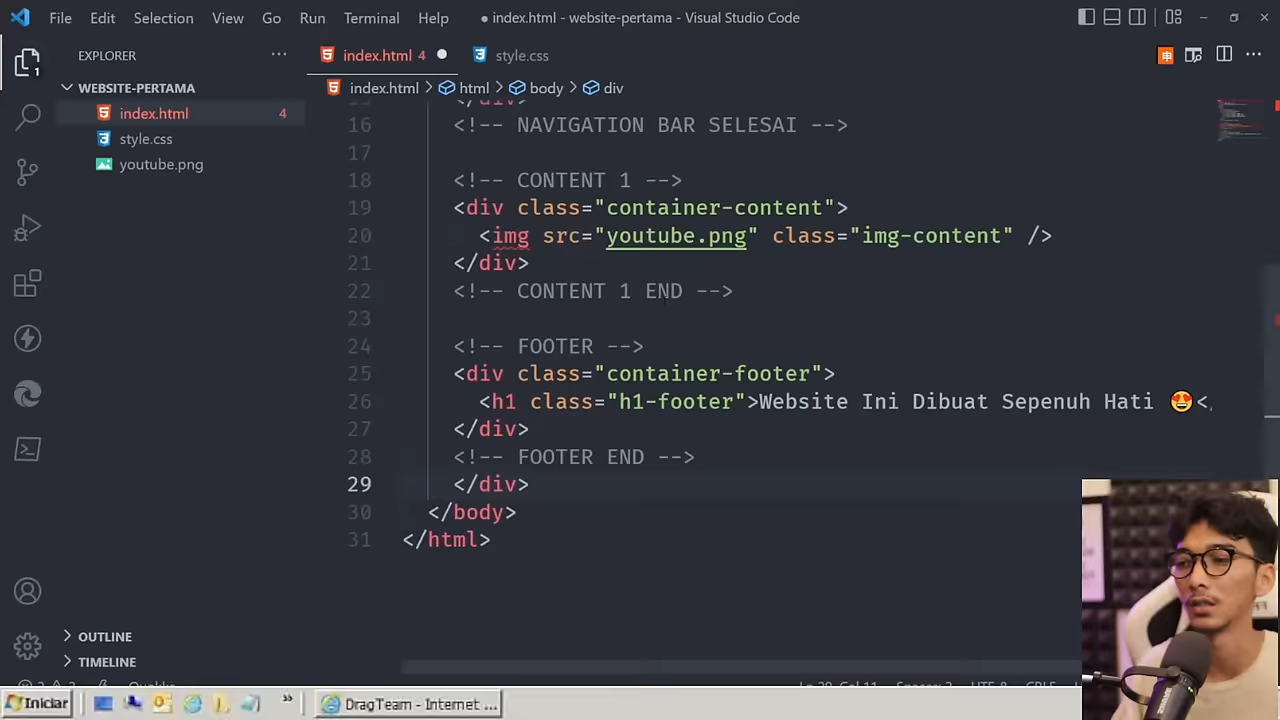 File Edit Selection View Go Run Terminal Help ● index.html - website-pertama - Visual Studio Code
EXPLORER ···
index.html 4 ● style.css
WEBSITE-PERTAMA
index.html > html > body > div
index.html 4
style.css
youtube.png
16 <!-- NAVIGATION BAR SELESAI -->
17
18 <!-- CONTENT 1 -->
19 <div class="container-content">
20 <img src="youtube.png" class="img-content" />
21 </div>
22 <!-- CONTENT 1 END -->
23
24 <!-- FOOTER -->
25 <div class="container-footer">
26 <h1 class="h1-footer">Website Ini Dibuat Sepenuh Hati 😍<
27 </div>
28 <!-- FOOTER END -->
29 </div>
30 </body>
31 </html>
1
OUTLINE
TIMELINE
Iniciar » DragTeam - Internet ...